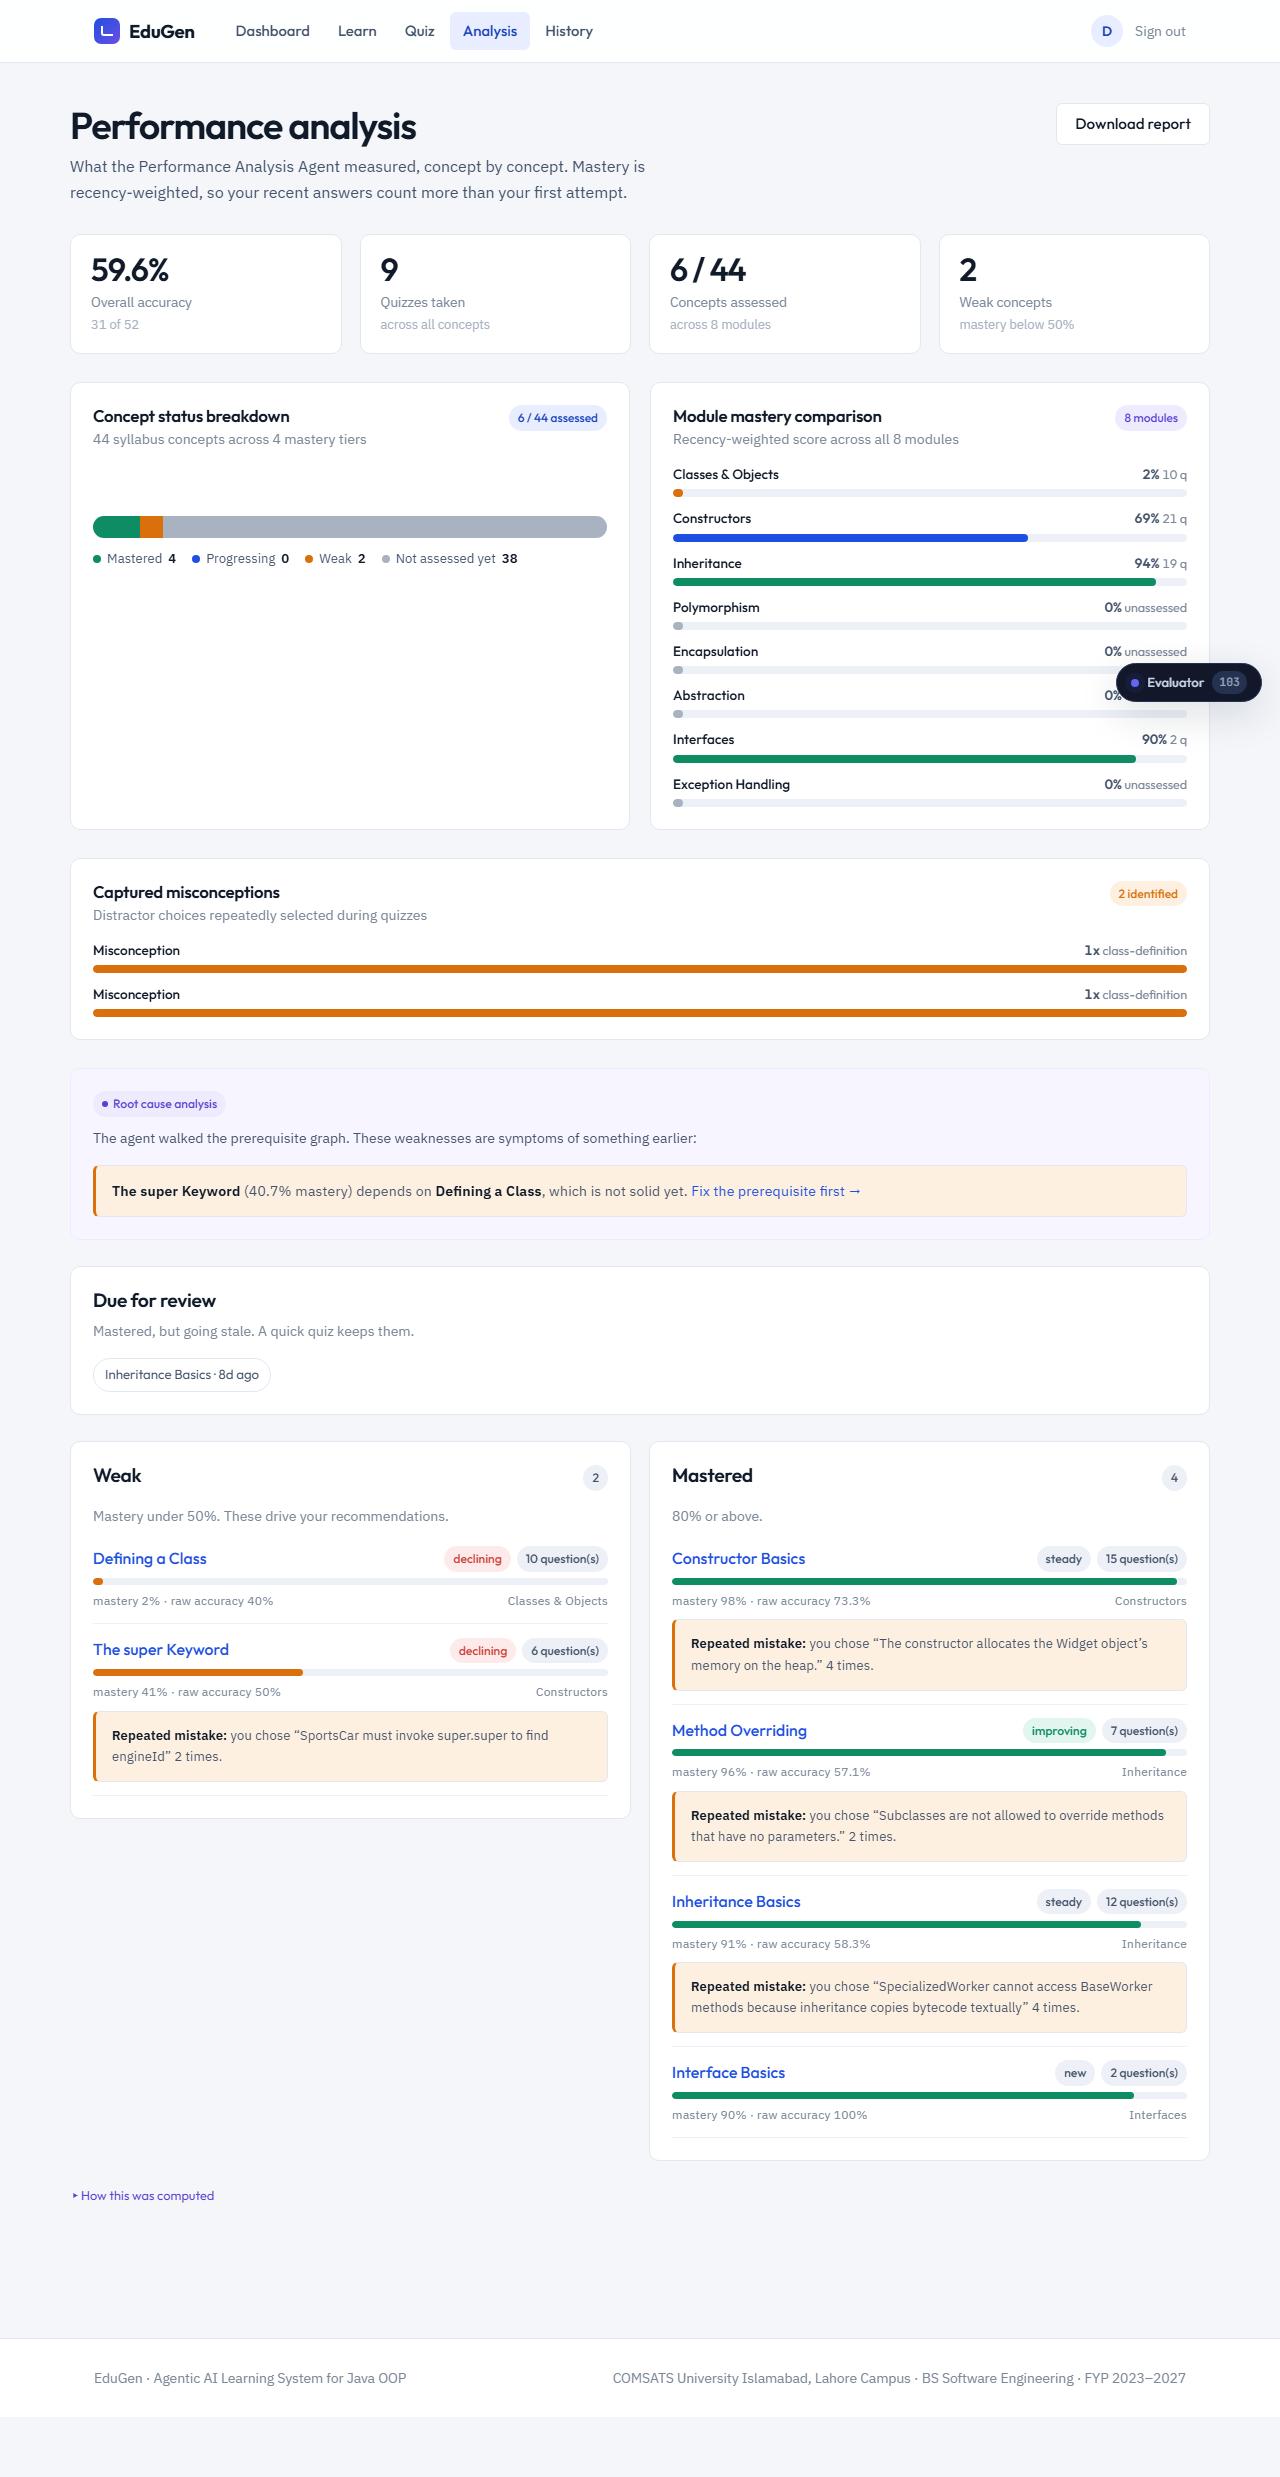 EduGen
Dashboard
Learn
Quiz
Analysis
History
D
Sign out
Performance analysis
Download report
What the Performance Analysis Agent measured, concept by concept. Mastery is
recency-weighted, so your recent answers count more than your first attempt.
59.6%
Overall accuracy
31 of 52
9
Quizzes taken
across all concepts
6 / 44
Concepts assessed
across 8 modules
2
Weak concepts
mastery below 50%
Concept status breakdown
6 / 44 assessed
44 syllabus concepts across 4 mastery tiers
Mastered 4
Progressing 0
Weak 2
Not assessed yet 38
Module mastery comparison
8 modules
Recency-weighted score across all 8 modules
Classes & Objects
2% 10 q
Constructors
69% 21 q
Inheritance
94% 19 q
Polymorphism
0% unassessed
Encapsulation
0% unassessed
Abstraction
0%
Evaluator 103
Interfaces
90% 2 q
Exception Handling
0% unassessed
Captured misconceptions
2 identified
Distractor choices repeatedly selected during quizzes
Misconception
1x class-definition
Misconception
1x class-definition
Root cause analysis
The agent walked the prerequisite graph. These weaknesses are symptoms of something earlier:
The super Keyword (40.7% mastery) depends on Defining a Class, which is not solid yet. Fix the prerequisite first →
Due for review
Mastered, but going stale. A quick quiz keeps them.
Inheritance Basics · 8d ago
Weak
2
Mastery under 50%. These drive your recommendations.
Defining a Class
declining
10 question(s)
mastery 2% · raw accuracy 40%
Classes & Objects
The super Keyword
declining
6 question(s)
mastery 41% · raw accuracy 50%
Constructors
Repeated mistake: you chose “SportsCar must invoke super.super to find
engineId” 2 times.
Mastered
4
80% or above.
Constructor Basics
steady
15 question(s)
mastery 98% · raw accuracy 73.3%
Constructors
Repeated mistake: you chose “The constructor allocates the Widget object’s
memory on the heap.” 4 times.
Method Overriding
improving
7 question(s)
mastery 96% · raw accuracy 57.1%
Inheritance
Repeated mistake: you chose “Subclasses are not allowed to override methods
that have no parameters.” 2 times.
Inheritance Basics
steady
12 question(s)
mastery 91% · raw accuracy 58.3%
Inheritance
Repeated mistake: you chose “SpecializedWorker cannot access BaseWorker
methods because inheritance copies bytecode textually” 4 times.
Interface Basics
new
2 question(s)
mastery 90% · raw accuracy 100%
Interfaces
▸ How this was computed
EduGen · Agentic AI Learning System for Java OOP
COMSATS University Islamabad, Lahore Campus · BS Software Engineering · FYP 2023–2027